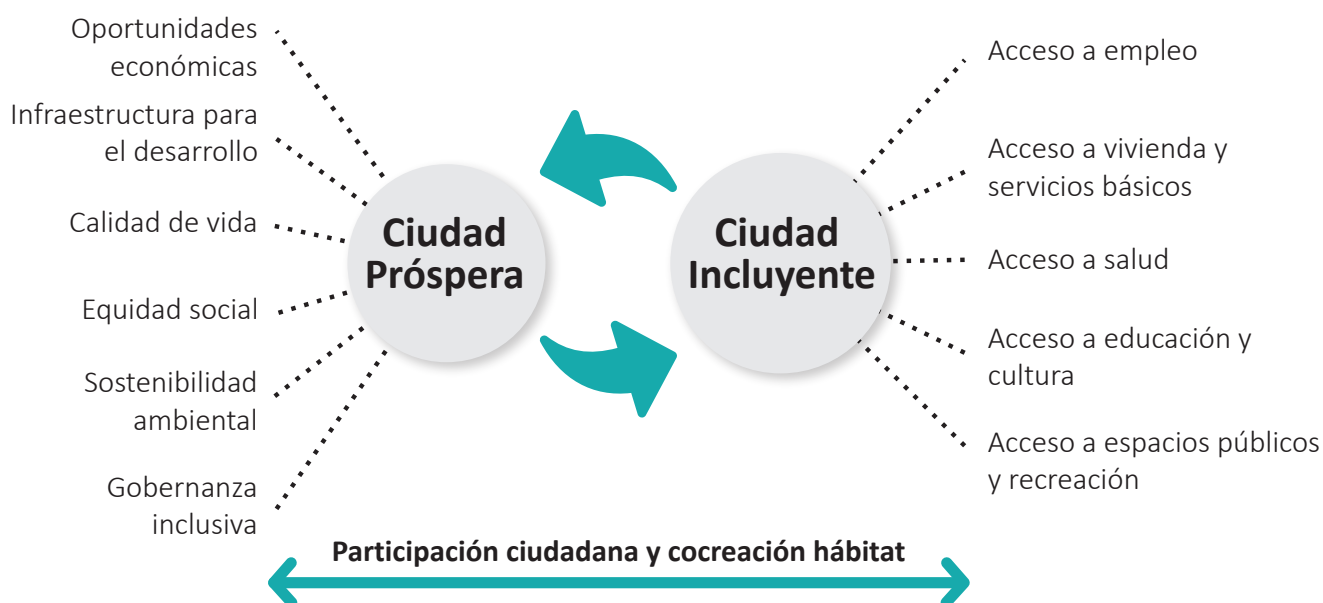 Oportunidades
económicas
Infraestructura para
el desarrollo
Calidad de vida
Equidad social
Sostenibilidad
ambiental
Gobernanza
inclusiva
Ciudad
Próspera
Ciudad
Incluyente
Acceso a empleo
Acceso a vivienda y
servicios básicos
Acceso a salud
Acceso a educación y
cultura
Acceso a espacios públicos
y recreación
Participación ciudadana y cocreación hábitat